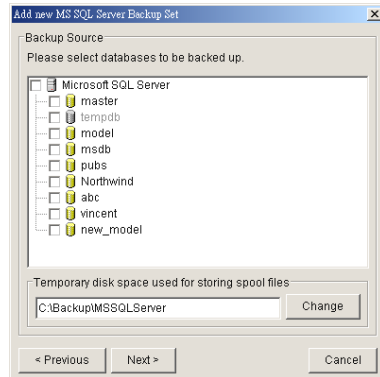 Add new MS SQL Server Backup Set
Backup Source
Please select databases to be backed up.
Microsoft SQL Server
master
tempdb
model
msdb
pubs
Northwind
abc
vincent
new_model
Temporary disk space used for storing spool files
C:\Backup\MSSQLServer
Change
< Previous
Next >
Cancel